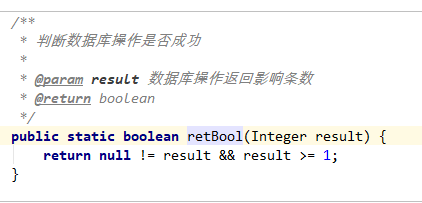 /**
 * 判断数据库操作是否成功
 *
 * @param result 数据库操作返回影响条数
 * @return boolean
 */
public static boolean retBool(Integer result) {
    return null != result && result >= 1;
}